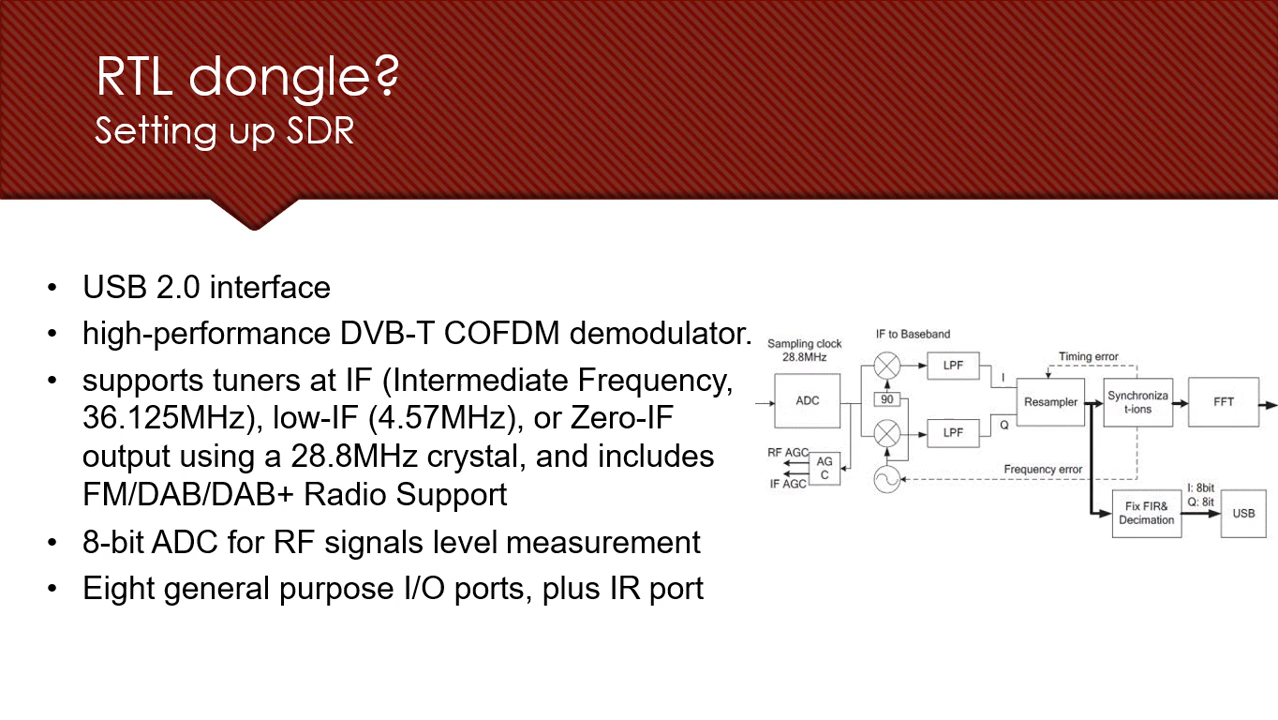 RTL dongle?
Setting up SDR
• USB 2.0 interface
• high-performance DVB-T COFDM demodulator.
• supports tuners at IF (Intermediate Frequency,
36.125MHz), low-IF (4.57MHz), or Zero-IF
output using a 28.8MHz crystal, and includes
FM/DAB/DAB+ Radio Support
• 8-bit ADC for RF signals level measurement
• Eight general purpose I/O ports, plus IR port
Sampling clock
28.8MHz
IF to Baseband
Timing error
ADC
90
LPF
LPF
I
Q
Resampler
Synchroniza
t-ions
FFT
RF AGC
IF AGC
AG
C
Frequency error
Fix FIR&
Decimation
I: 8bit
Q: 8it
USB